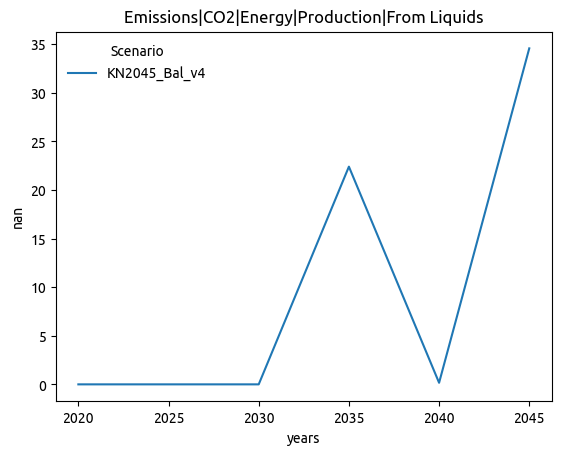 Emissions|CO2|Energy|Production|From Liquids
Scenario
KN2045_Bal_v4
35
30
25
20
15
10
5
0
nan
2020 2025 2030 2035 2040 2045
years